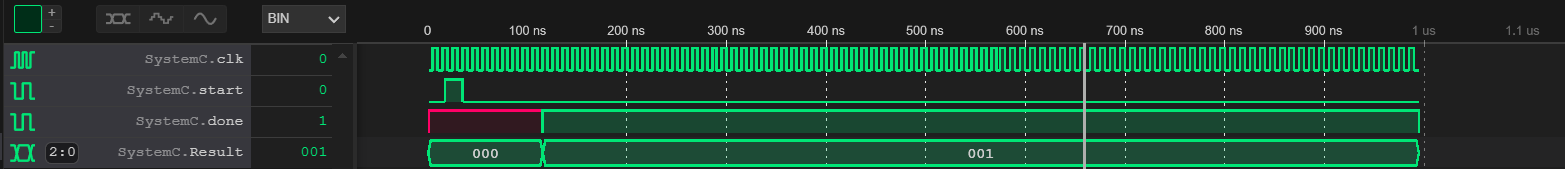 +
-
BIN
0 100 ns 200 ns 300 ns 400 ns 500 ns 600 ns 700 ns 800 ns 900 ns 1 us 1.1 us
SystemC.clk 0
SystemC.start 0
SystemC.done 1
2:0 SystemC.Result 001 000 001